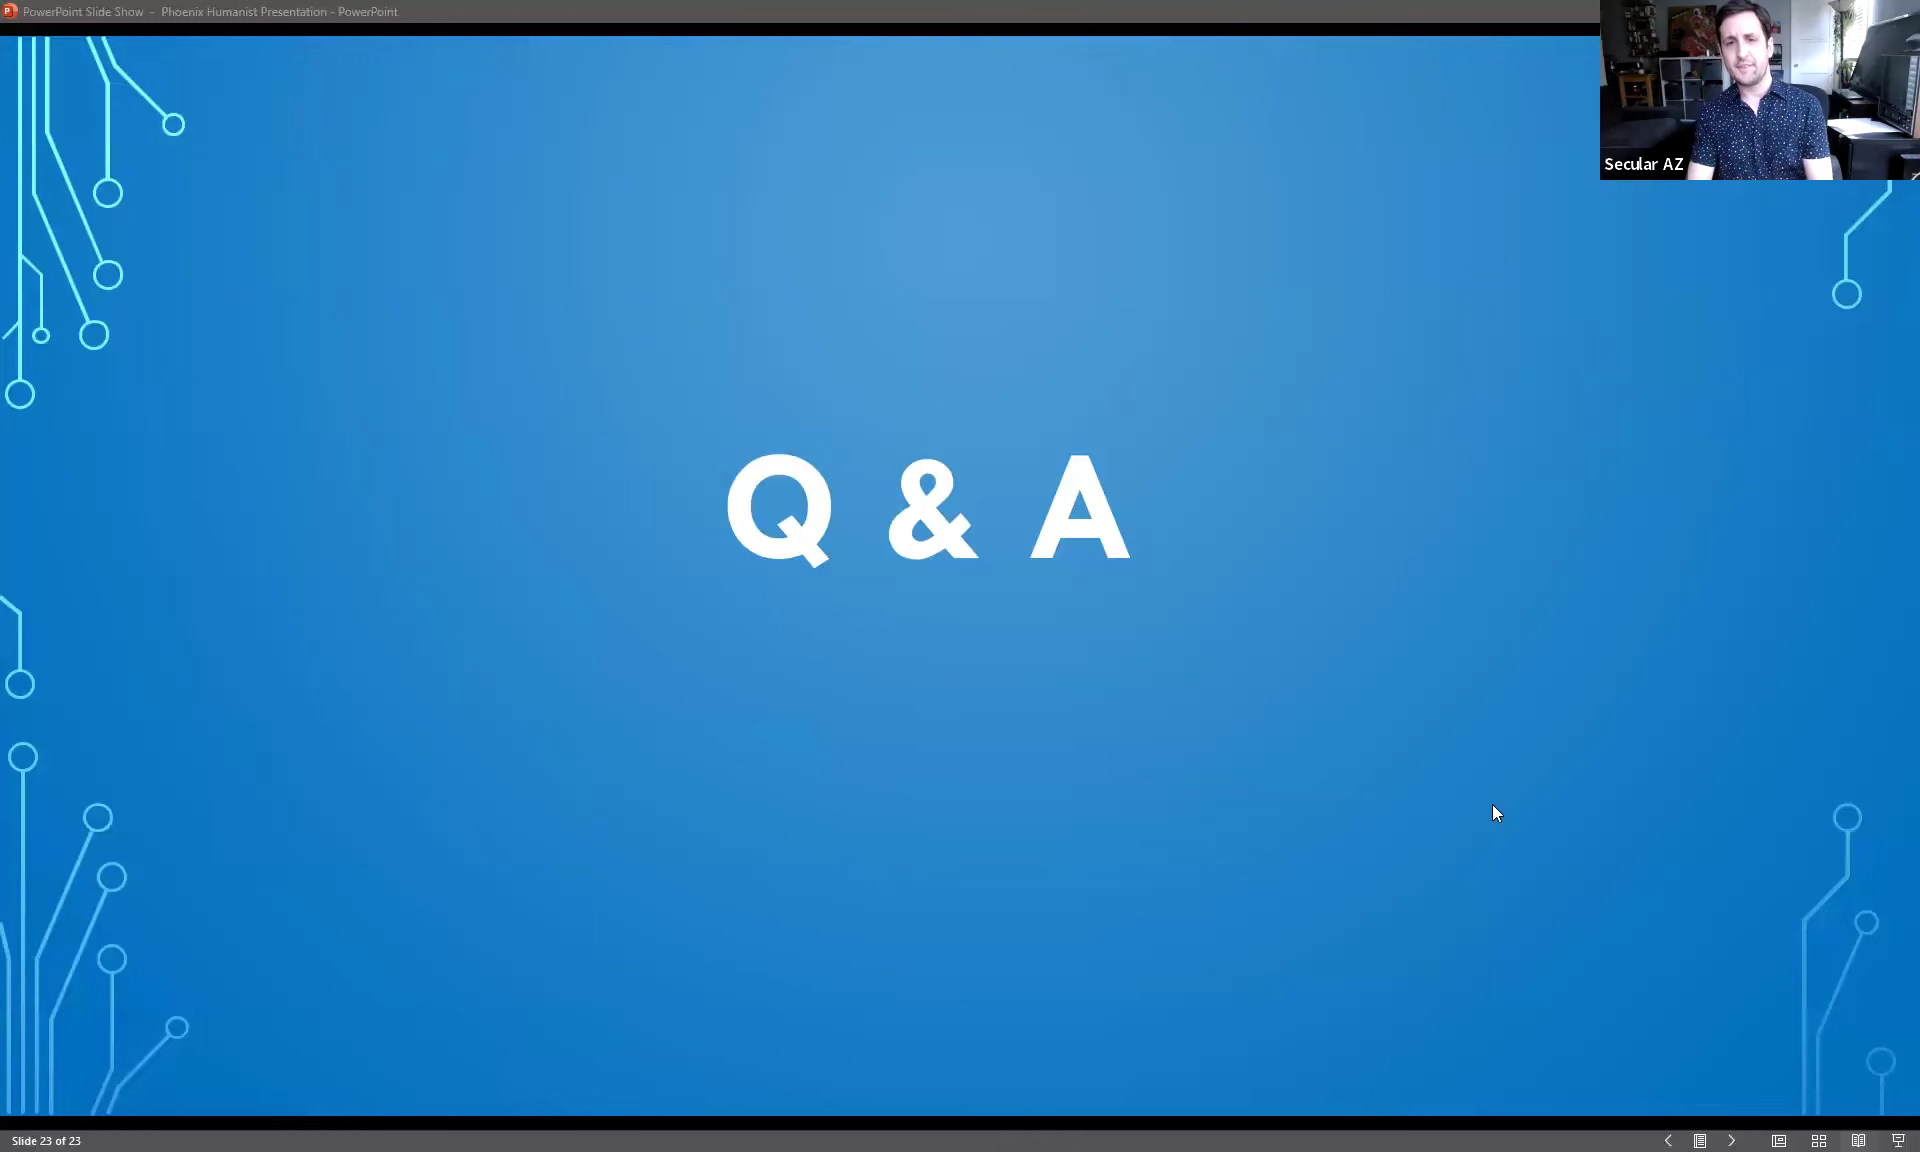 PowerPoint Slide Show - Phoenix Humanist Presentation - PowerPoint
Secular AZ
Q & A
Slide 23 of 23